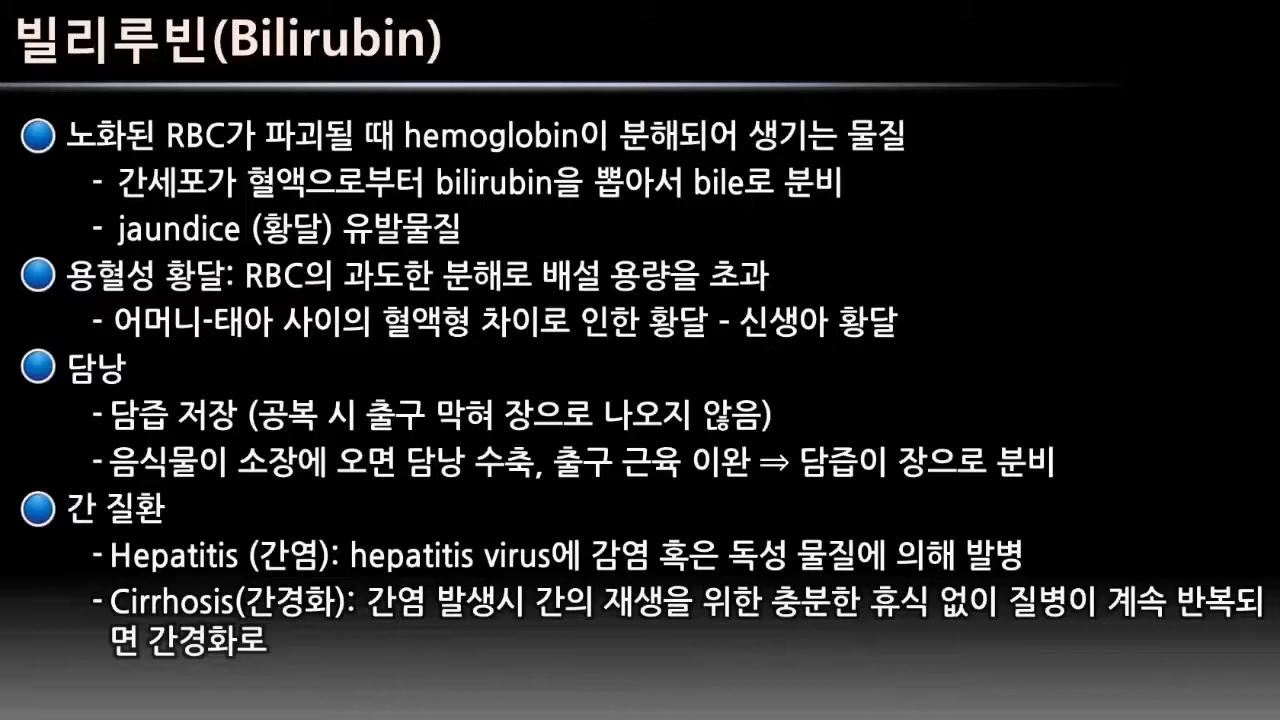 빌리루빈(Bilirubin)
노화된 RBC가 파괴될 때 hemoglobin이 분해되어 생기는 물질
- 간세포가 혈액으로부터 bilirubin을 뽑아서 bile로 분비
- jaundice (황달) 유발물질
용혈성 황달: RBC의 과도한 분해로 배설 용량을 초과
- 어머니-태아 사이의 혈액형 차이로 인한 황달 – 신생아 황달
담낭
- 담즙 저장 (공복 시 출구 막혀 장으로 나오지 않음)
- 음식물이 소장에 오면 담낭 수축, 출구 근육 이완 ⇒ 담즙이 장으로 분비
간 질환
- Hepatitis (간염): hepatitis virus에 감염 혹은 독성 물질에 의해 발병
- Cirrhosis(간경화): 간염 발생시 간의 재생을 위한 충분한 휴식 없이 질병이 계속 반복되
면 간경화로